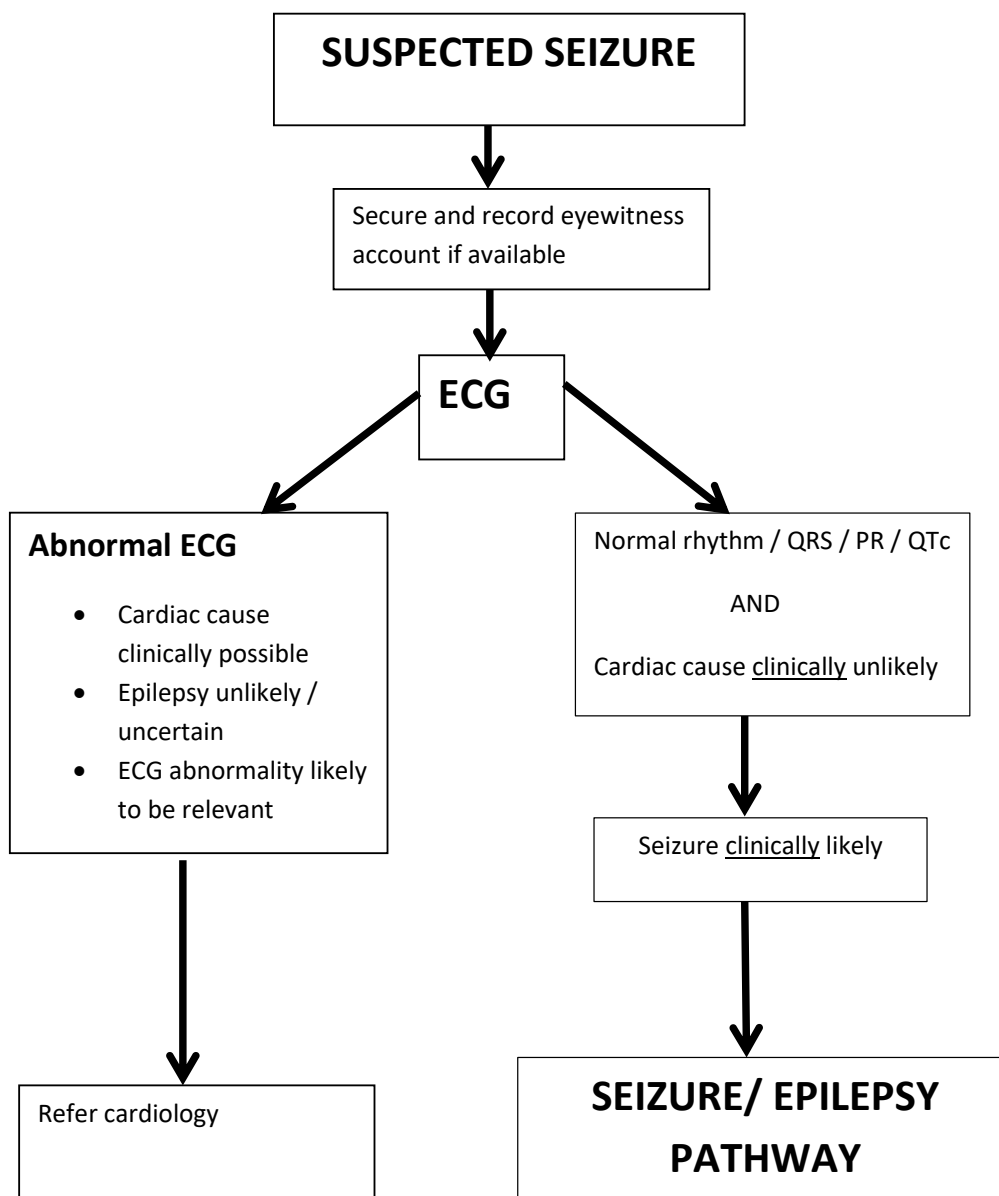 SUSPECTED SEIZURE
Secure and record eyewitness
account if available
ECG
Abnormal ECG
• Cardiac cause
clinically possible
• Epilepsy unlikely /
uncertain
• ECG abnormality likely
to be relevant
Normal rhythm / QRS / PR / QTc
AND
Cardiac cause clinically unlikely
Seizure clinically likely
Refer cardiology
SEIZURE/ EPILEPSY
PATHWAY